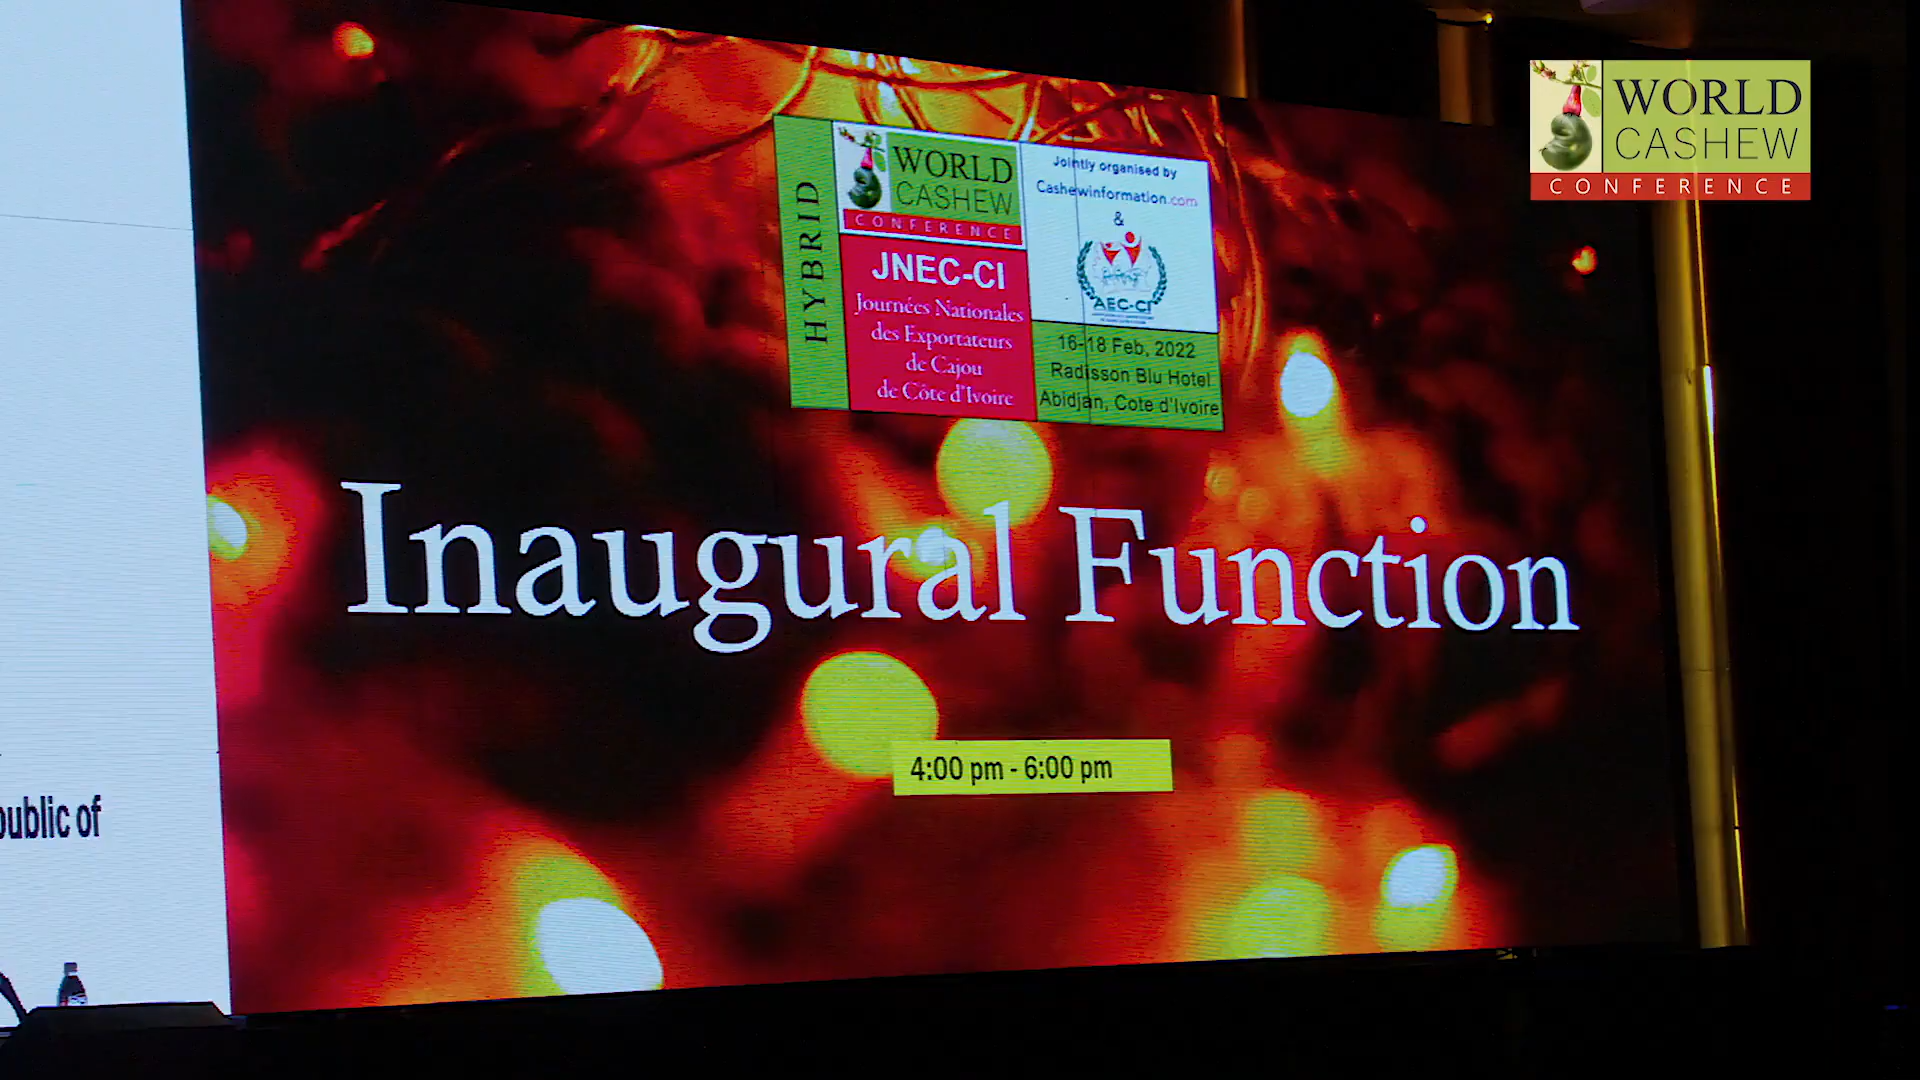 WORLD
CASHEW
CONFERENCE
HYBRID
WORLD
CASHEW
CONFERENCE
JNEC-CI
Journées Nationales
des Exportateurs
de Cajou
de Côte d'Ivoire
Jointly organised by
Cashewinformation.com
&
AEC-CI
16-18 Feb, 2022
Radisson Blu Hotel
Abidjan, Cote d'Ivoire
Inaugural Function
4:00 pm - 6:00 pm
of